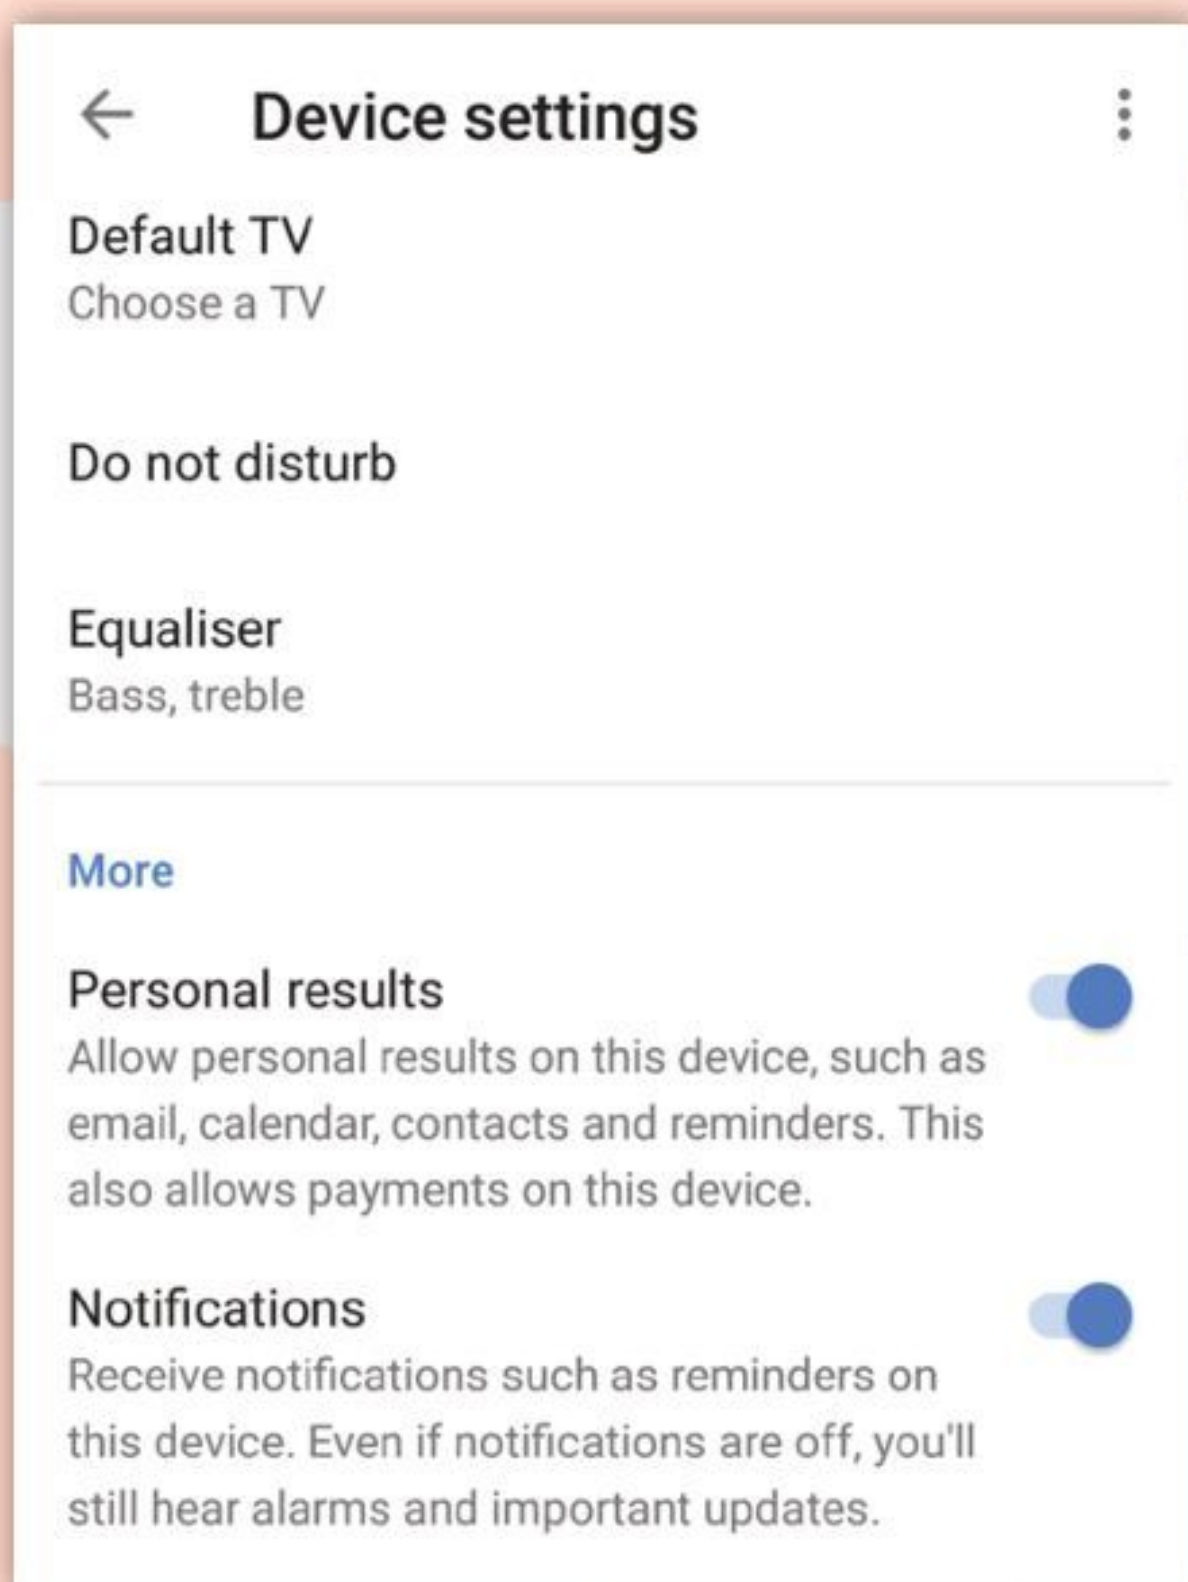 Device settings
Default TV
Choose a TV
Do not disturb
Equaliser
Bass, treble
More
Personal results
Allow personal results on this device, such as
email, calendar, contacts and reminders. This
also allows payments on this device.
Notifications
Receive notifications such as reminders on
this device. Even if notifications are off, you'll
still hear alarms and important updates.